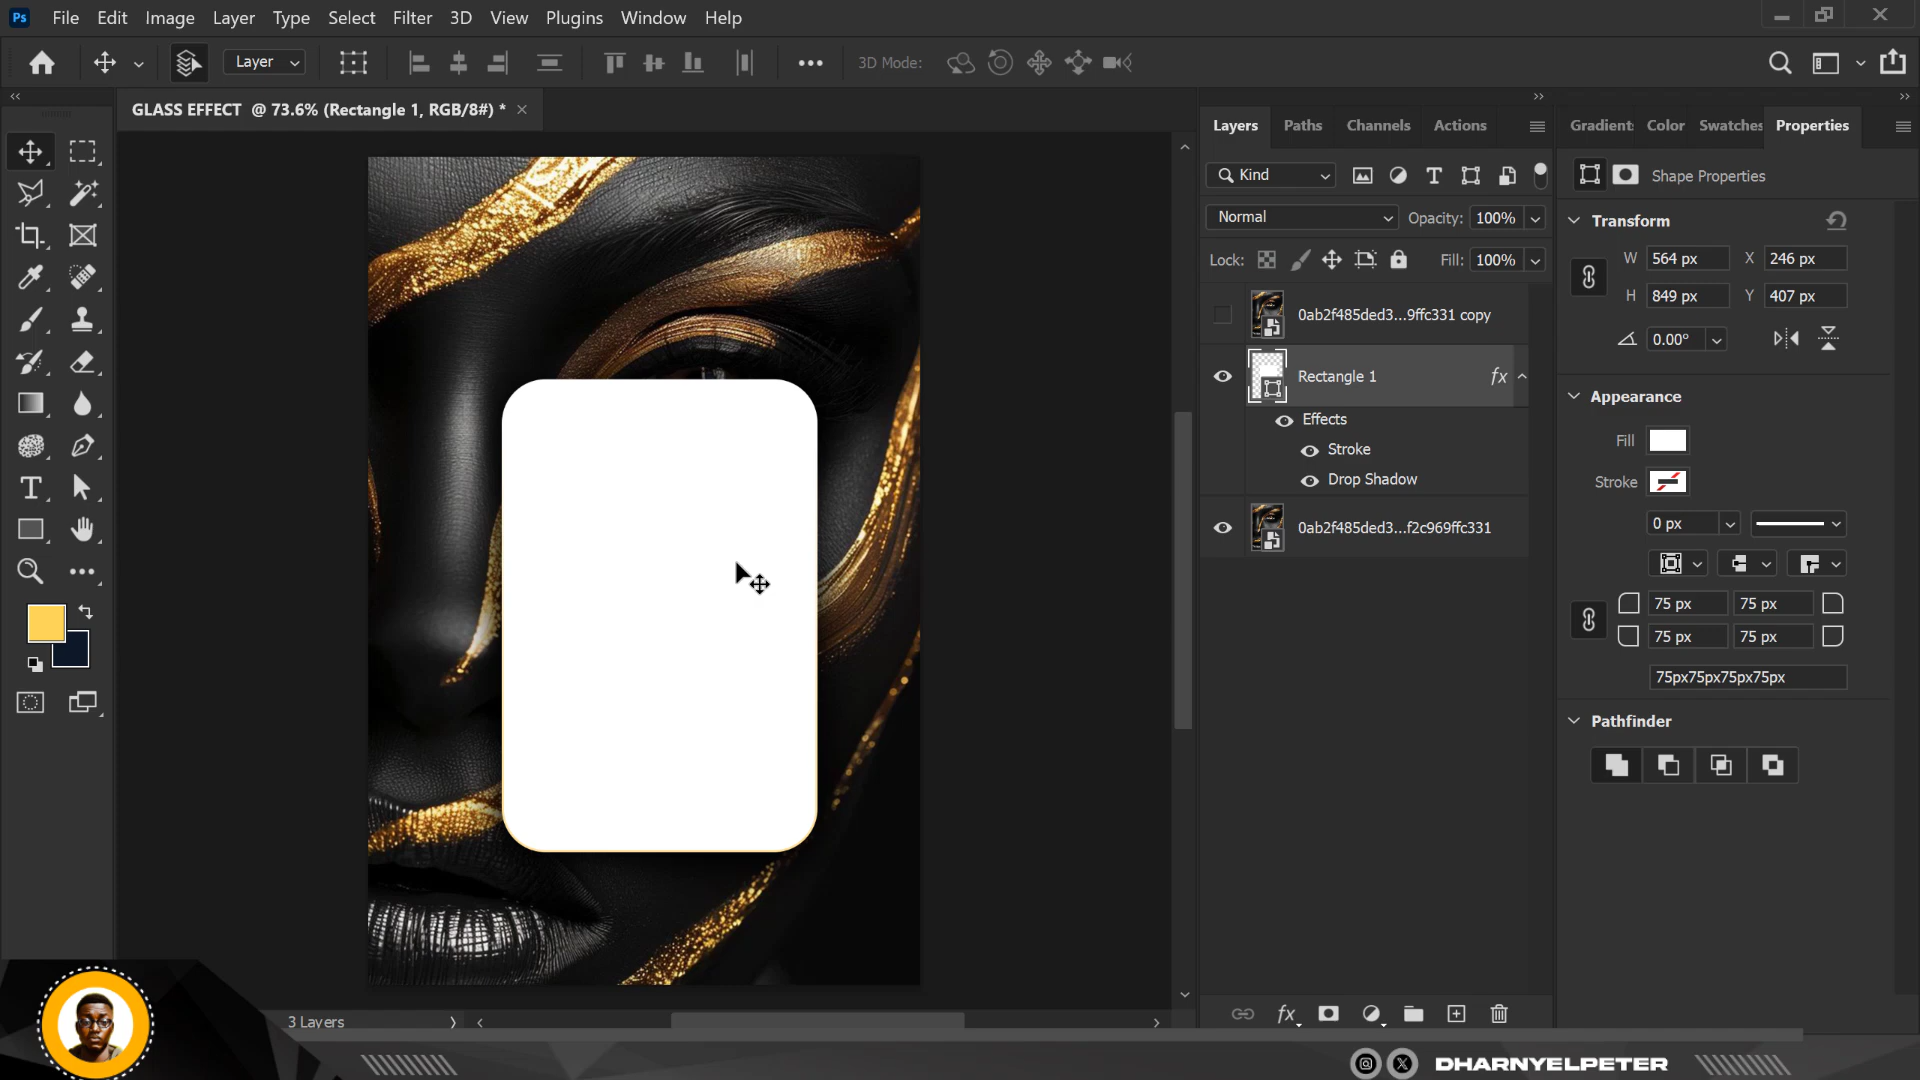 Ps File Edit Image Layer Type Select Filter 3D View Plugins Window Help
Layer 3D Mode:
GLASS EFFECT @ 73.6% (Rectangle 1, RGB/8#) *
Layers Paths Channels Actions
Gradient Color Swatches Properties
Kind
Shape Properties
Normal Opacity: 100%
Transform
Lock: Fill: 100%
W 564 px X 246 px
H 849 px Y 407 px
0.00°
0ab2f485ded3...9ffc331 copy
Rectangle 1 fx
Effects
Stroke
Drop Shadow
0ab2f485ded3...f2c969ffc331
Appearance
Fill
Stroke
0 px
75 px 75 px
75 px 75 px
75px75px75px75px
Pathfinder
3 Layers
fx
DHARNYELPETER